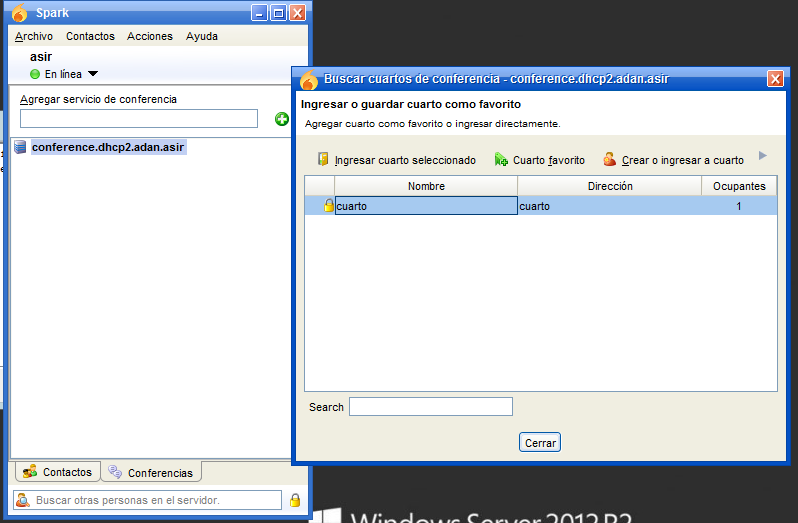 Spark
Archivo Contactos Acciones Ayuda
asir
En línea
Agregar servicio de conferencia
conference.dhcp2.adan.asir
Contactos Conferencias
Buscar otras personas en el servidor.
Buscar cuartos de conferencia - conference.dhcp2.adan.asir
Ingresar o guardar cuarto como favorito
Agregar cuarto como favorito o ingresar directamente.
Ingresar cuarto seleccionado Cuarto favorito Crear o ingresar a cuarto
Nombre Dirección Ocupantes
cuarto cuarto 1
Search
Cerrar
Windows Server 2012 R2